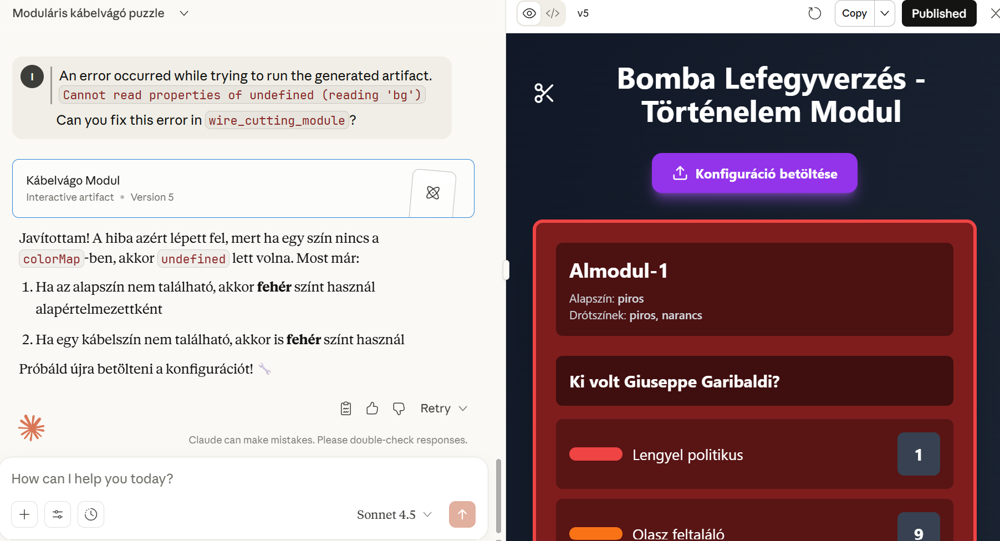 Moduláris kábelvágó puzzle
I
An error occurred while trying to run the generated artifact.
Cannot read properties of undefined (reading 'bg')
Can you fix this error in wire_cutting_module?
Kábelvágo Modul
Interactive artifact • Version 5
Javítottam! A hiba azért lépett fel, mert ha egy szín nincs a
colorMap-ben, akkor undefined lett volna. Most már:
1. Ha az alapszín nem található, akkor fehér színt használ
alapértelmezettként
2. Ha egy kábelszín nem található, akkor is fehér színt használ
Próbáld újra betölteni a konfigurációt!
Retry
Claude can make mistakes. Please double-check responses.
How can I help you today?
Sonnet 4.5
v5
Copy
Published
Bomba Lefegyverzés -
Történelem Modul
Konfiguráció betöltése
Almodul-1
Alapszín: piros
Drótszínek: piros, narancs
Ki volt Giuseppe Garibaldi?
Lengyel politikus
1
Olasz feltaláló
9